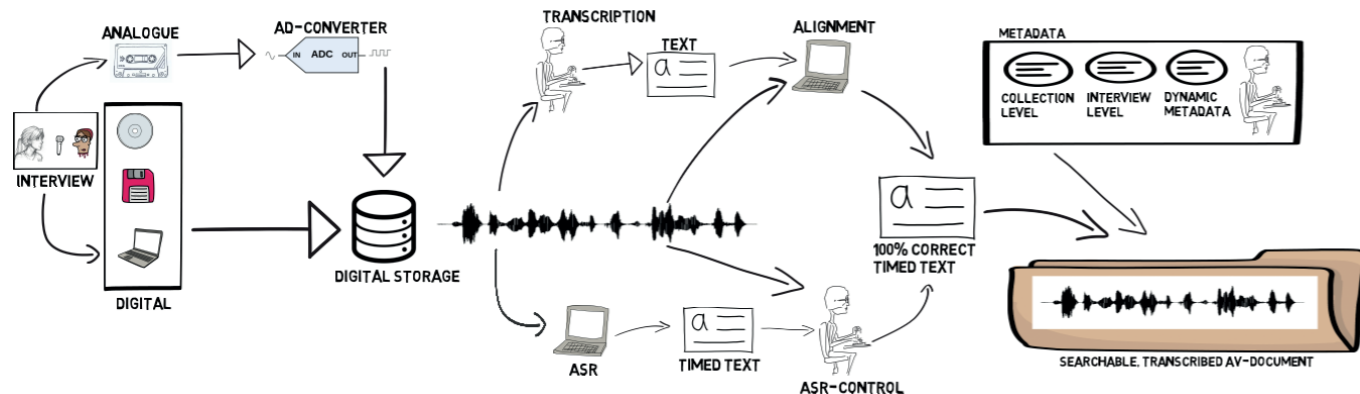 ANALOGUE
AD-CONVERTER
IN ADC OUT
INTERVIEW
DIGITAL
DIGITAL STORAGE
TRANSCRIPTION
TEXT
a
ALIGNMENT
ASR
a
TIMED TEXT
ASR-CONTROL
a
100% CORRECT
TIMED TEXT
METADATA
COLLECTION
LEVEL
INTERVIEW
LEVEL
DYNAMIC
METADATA
SEARCHABLE, TRANSCRIBED AV-DOCUMENT